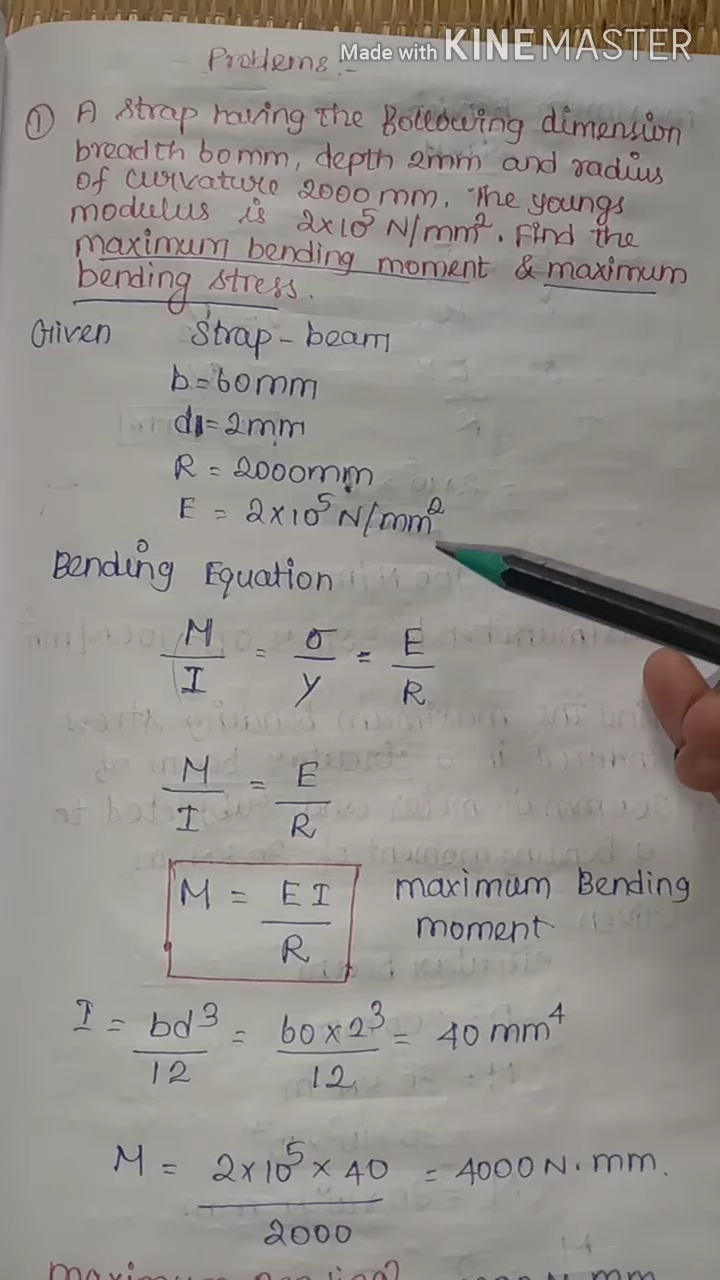 Made with KINEMASTER
Problems:-
① A strap having the following dimension
breadth 60mm, depth 2mm and radius
of curvature 2000 mm. The youngs
modulus is 2×10⁵ N/mm². Find the
maximum bending moment & maximum
bending stress.
Given Strap - beam
b = 60mm
d = 2mm
R = 2000mm
E = 2×10⁵ N/mm²
Bending Equation
M/I = σ/y = E/R
M/I = E/R
M = EI/R maximum Bending
moment
I = bd³/12 = 60×2³/12 = 40 mm⁴
M = 2×10⁵ × 40/2000 = 4000 N.mm.
maximum